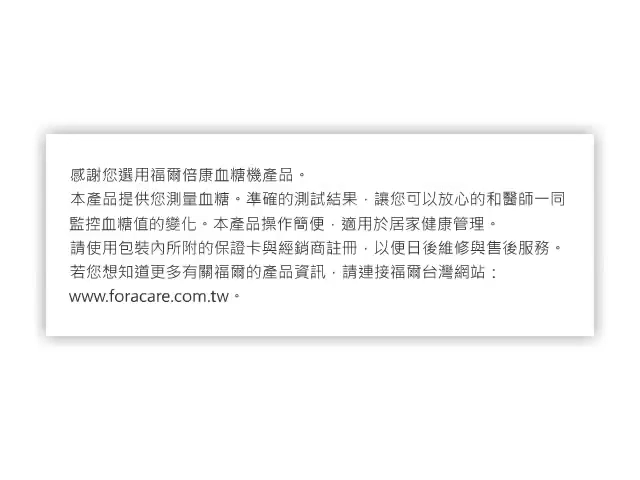 感謝您選用福爾倍康血糖機產品。
本產品提供您測量血糖。準確的測試結果，讓您可以放心的和醫師一同
監控血糖值的變化。本產品操作簡便，適用於居家健康管理。
請使用包裝內所附的保證卡與經銷商註冊，以便日後維修與售後服務。
若您想知道更多有關福爾的產品資訊，請連接福爾台灣網站：
www.foracare.com.tw。